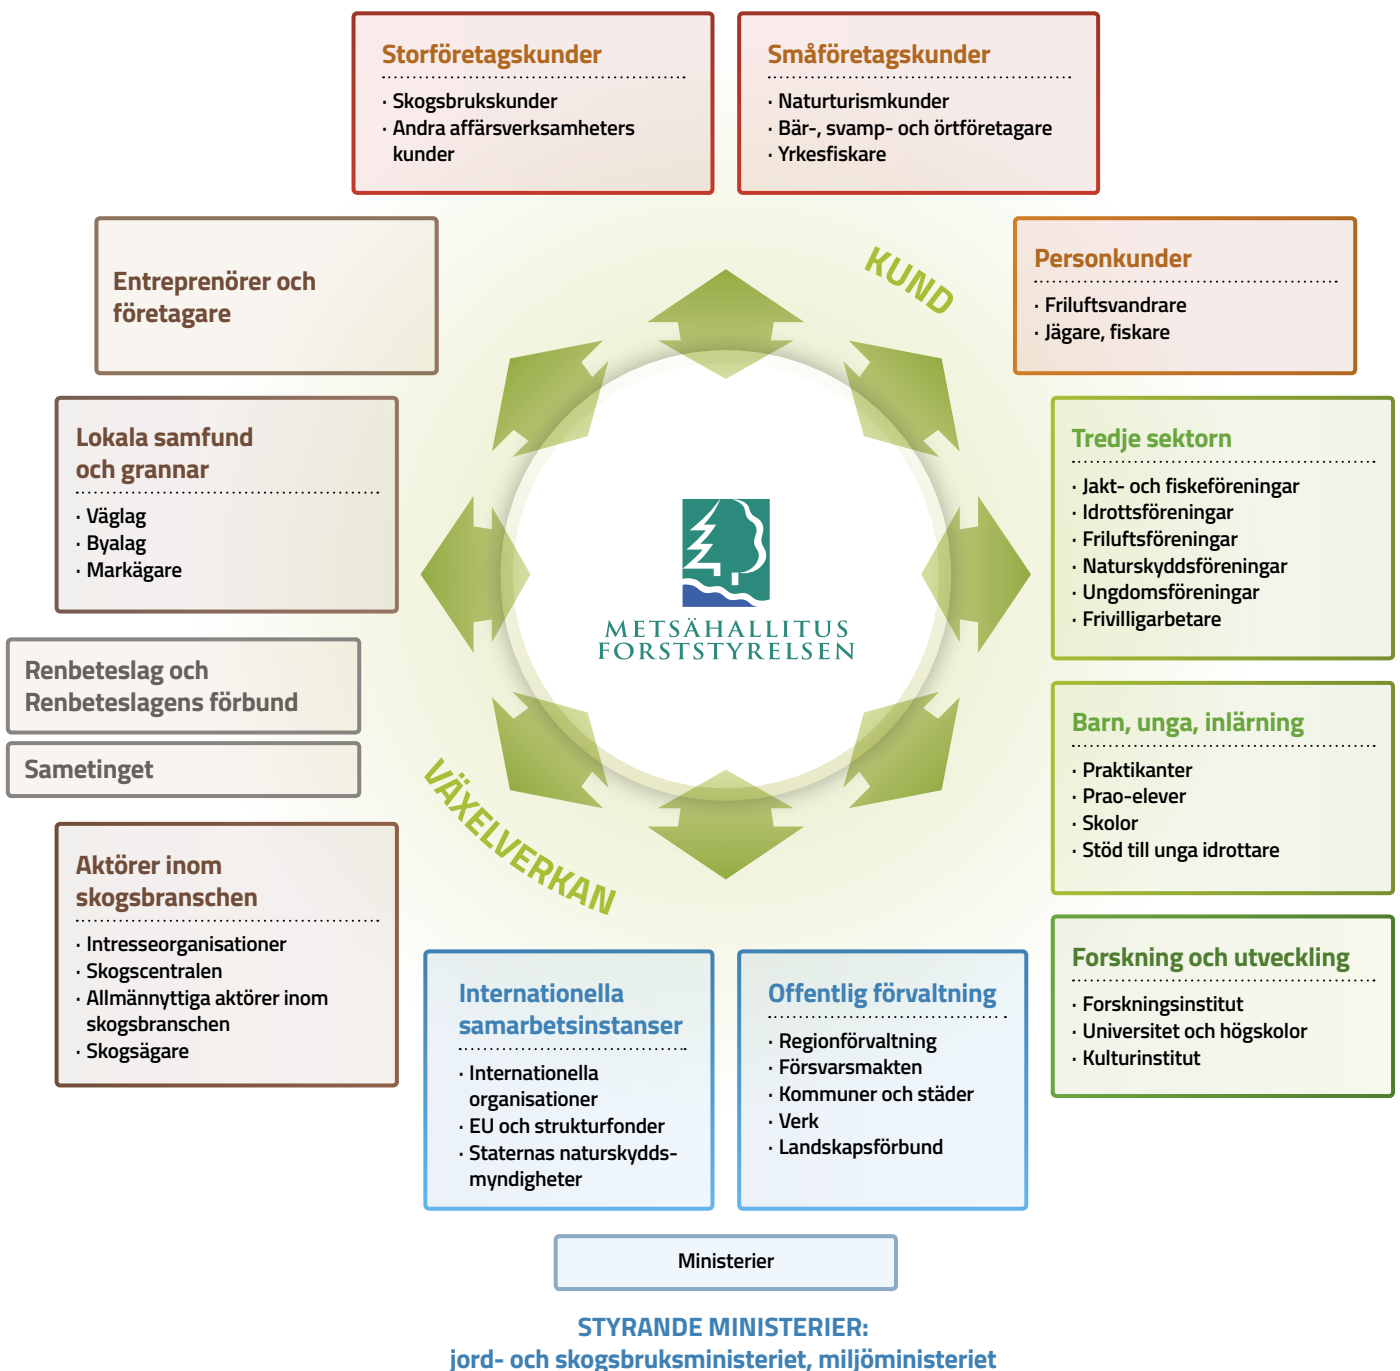 Storföretagskunder
· Skogsbrukskunder
· Andra affärsverksamheters
kunder
Småföretagskunder
· Naturturismkunder
· Bär-, svamp- och örtföretagare
· Yrkesfiskare
Entreprenörer och
företagare
KUND
Personkunder
· Friluftsvandrare
· Jägare, fiskare
Lokala samfund
och grannar
· Väglag
· Byalag
· Markägare
Tredje sektorn
· Jakt- och fiskeföreningar
· Idrottsföreningar
· Friluftsföreningar
· Naturskyddsföreningar
· Ungdomsföreningar
· Frivilligarbetare
METSÄHALLITUS
FORSTSTYRELSEN
Renbeteslag och
Renbeteslagens förbund
Sametinget
VÄXELVERKAN
Barn, unga, inlärning
· Praktikanter
· Prao-elever
· Skolor
· Stöd till unga idrottare
Aktörer inom
skogsbranschen
· Intresseorganisationer
· Skogscentralen
· Allmännyttiga aktörer inom
skogsbranschen
· Skogsägare
Internationella
samarbetsinstanser
· Internationella
organisationer
· EU och strukturfonder
· Staternas naturskydds-
myndigheter
Offentlig förvaltning
· Regionförvaltning
· Försvarsmakten
· Kommuner och städer
· Verk
· Landskapsförbund
Forskning och utveckling
· Forskningsinstitut
· Universitet och högskolor
· Kulturinstitut
Ministerier
STYRANDE MINISTERIER:
jord- och skogsbruksministeriet, miljöministeriet